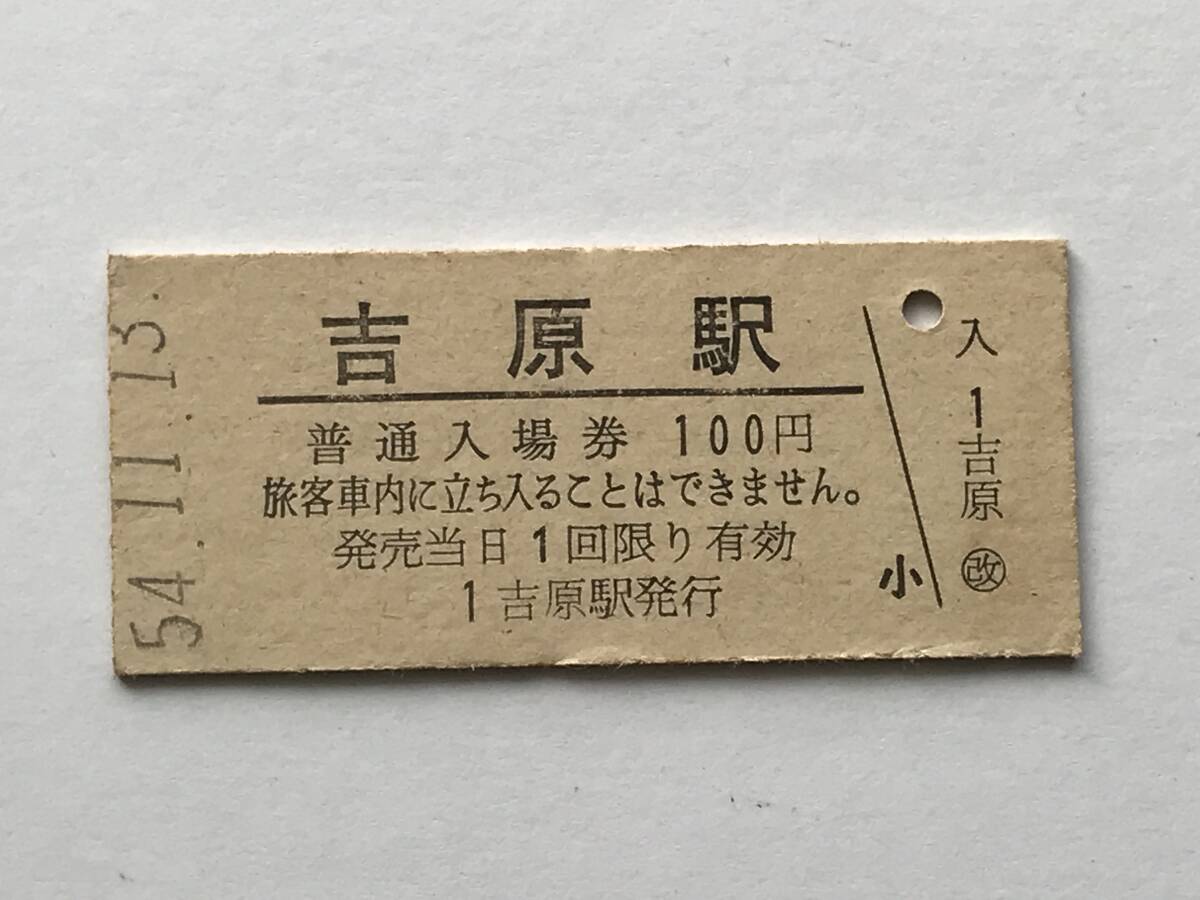 54.11.13.
吉原駅
普通入場券 100円
旅客車内に立ち入ることはできません。
発売当日1回限り有効
1吉原駅発行
小
入
1吉原
㊢改